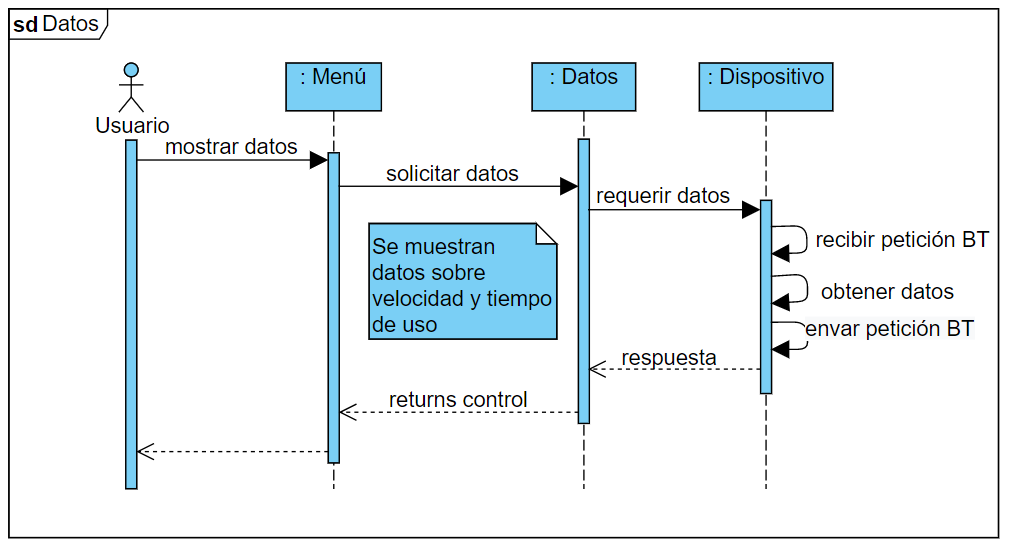 sd Datos
: Menú
: Datos
: Dispositivo
Usuario
mostrar datos
solicitar datos
requerir datos
recibir petición BT
Se muestran
datos sobre
velocidad y tiempo
de uso
obtener datos
envar petición BT
respuesta
returns control